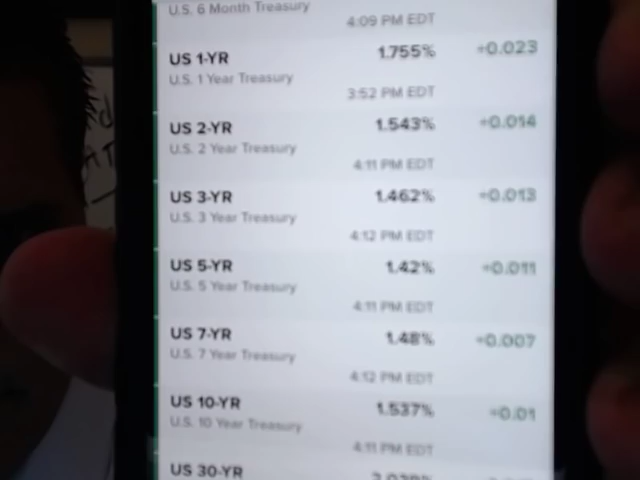 U.S. 6 Month Treasury
4:09 PM EDT
US 1-YR 1.755% +0.023
U.S. 1 Year Treasury
3:52 PM EDT
US 2-YR 1.543% +0.014
U.S. 2 Year Treasury
4:11 PM EDT
US 3-YR 1.462% +0.013
U.S. 3 Year Treasury
4:12 PM EDT
US 5-YR 1.42% +0.011
U.S. 5 Year Treasury
4:11 PM EDT
US 7-YR 1.48% +0.007
U.S. 7 Year Treasury
4:12 PM EDT
US 10-YR 1.537% +0.01
U.S. 10 Year Treasury
4:11 PM EDT
US 30-YR